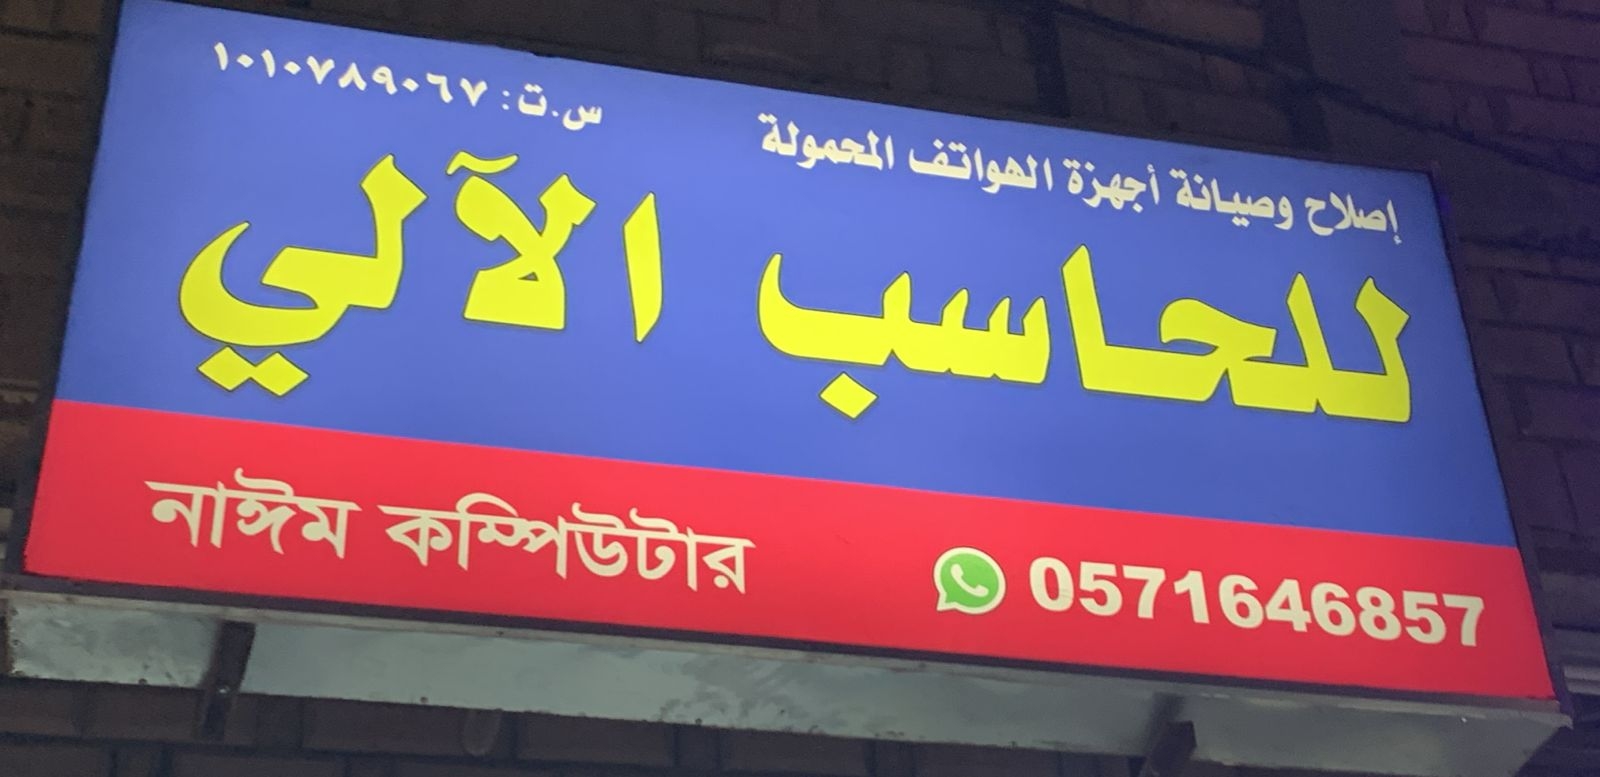 إصلاح وصيانة أجهزة الهواتف المحمولة
س.ت: ١٠١٠٧٨٩٠٦٧
للحاسب الآلي
নাঈম কম্পিউটার
0571646857